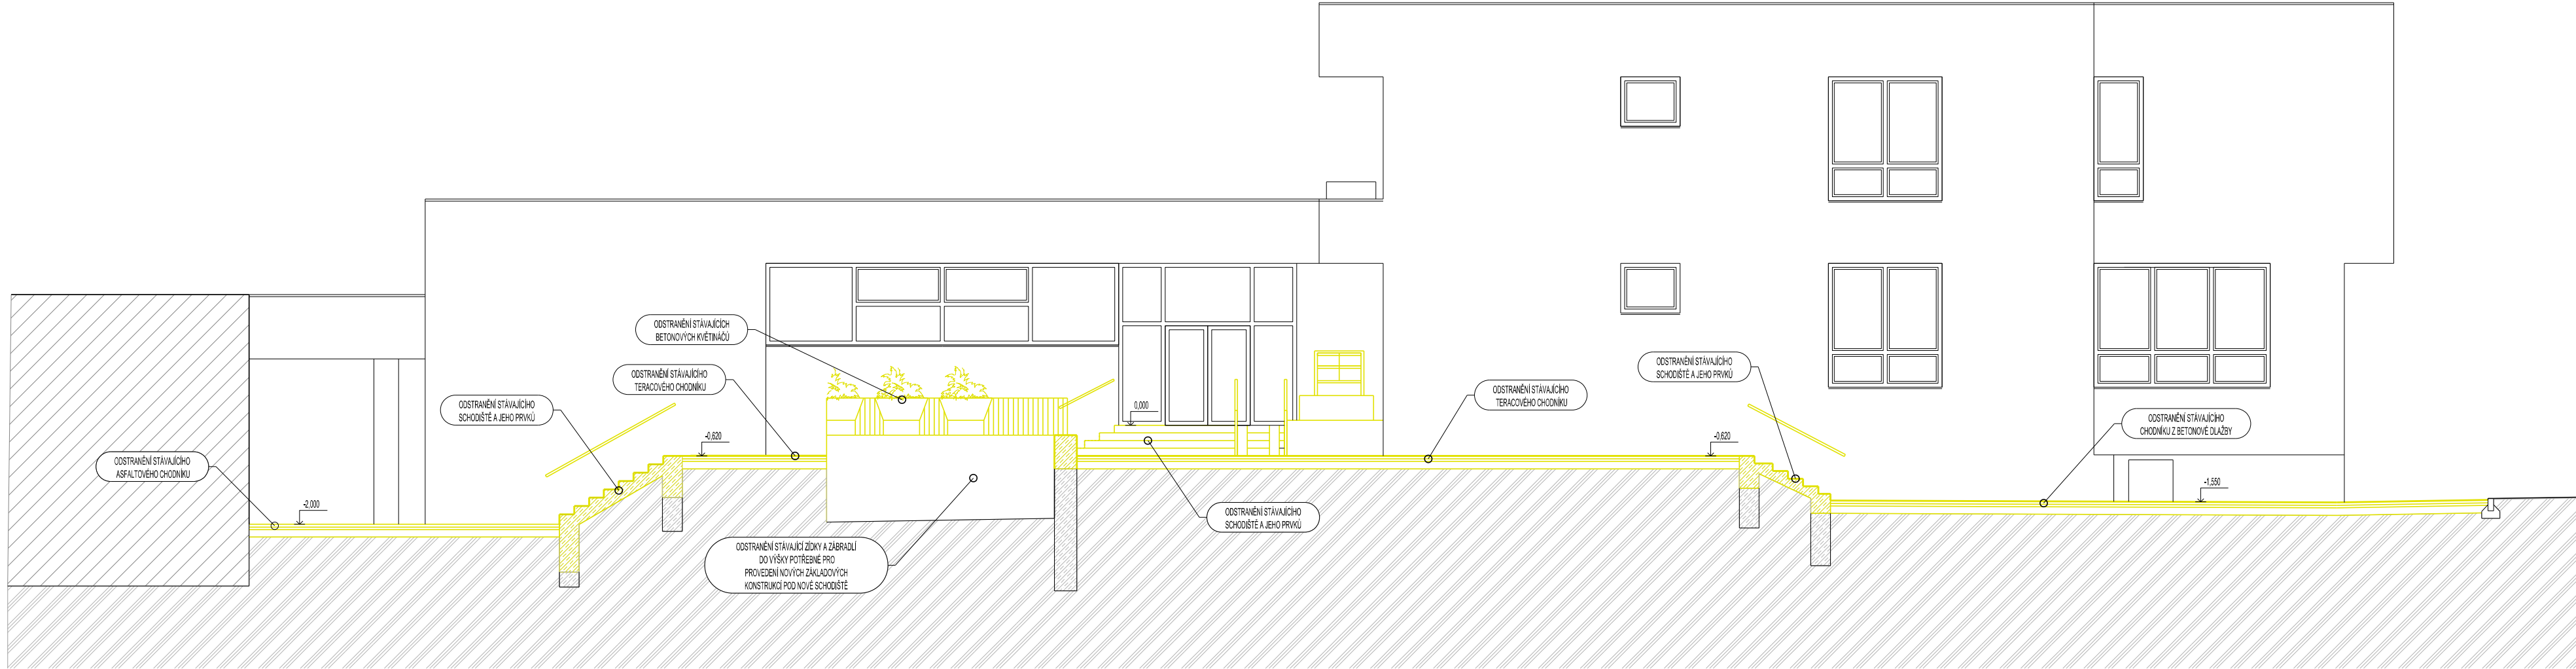 ODSTRANĚNÍ STÁVAJÍCÍHO
ASFALTOVÉHO CHODNÍKU
-2,000
ODSTRANĚNÍ STÁVAJÍCÍHO
SCHODIŠTĚ A JEHO PRVKŮ
ODSTRANĚNÍ STÁVAJÍCÍHO
TERACOVÉHO CHODNÍKU
ODSTRANĚNÍ STÁVAJÍCÍCH
BETONOVÝCH KVĚTINÁČŮ
-0,620
ODSTRANĚNÍ STÁVAJÍCÍ ZÍDKY A ZÁBRADLÍ
DO VÝŠKY POTŘEBNÉ PRO
PROVEDENÍ NOVÝCH ZÁKLADOVÝCH
KONSTRUKCÍ POD NOVÉ SCHODIŠTĚ
0,000
ODSTRANĚNÍ STÁVAJÍCÍHO
SCHODIŠTĚ A JEHO PRVKŮ
ODSTRANĚNÍ STÁVAJÍCÍHO
TERACOVÉHO CHODNÍKU
ODSTRANĚNÍ STÁVAJÍCÍHO
SCHODIŠTĚ A JEHO PRVKŮ
-0,620
ODSTRANĚNÍ STÁVAJÍCÍHO
CHODNÍKU Z BETONOVÉ DLAŽBY
-1,550